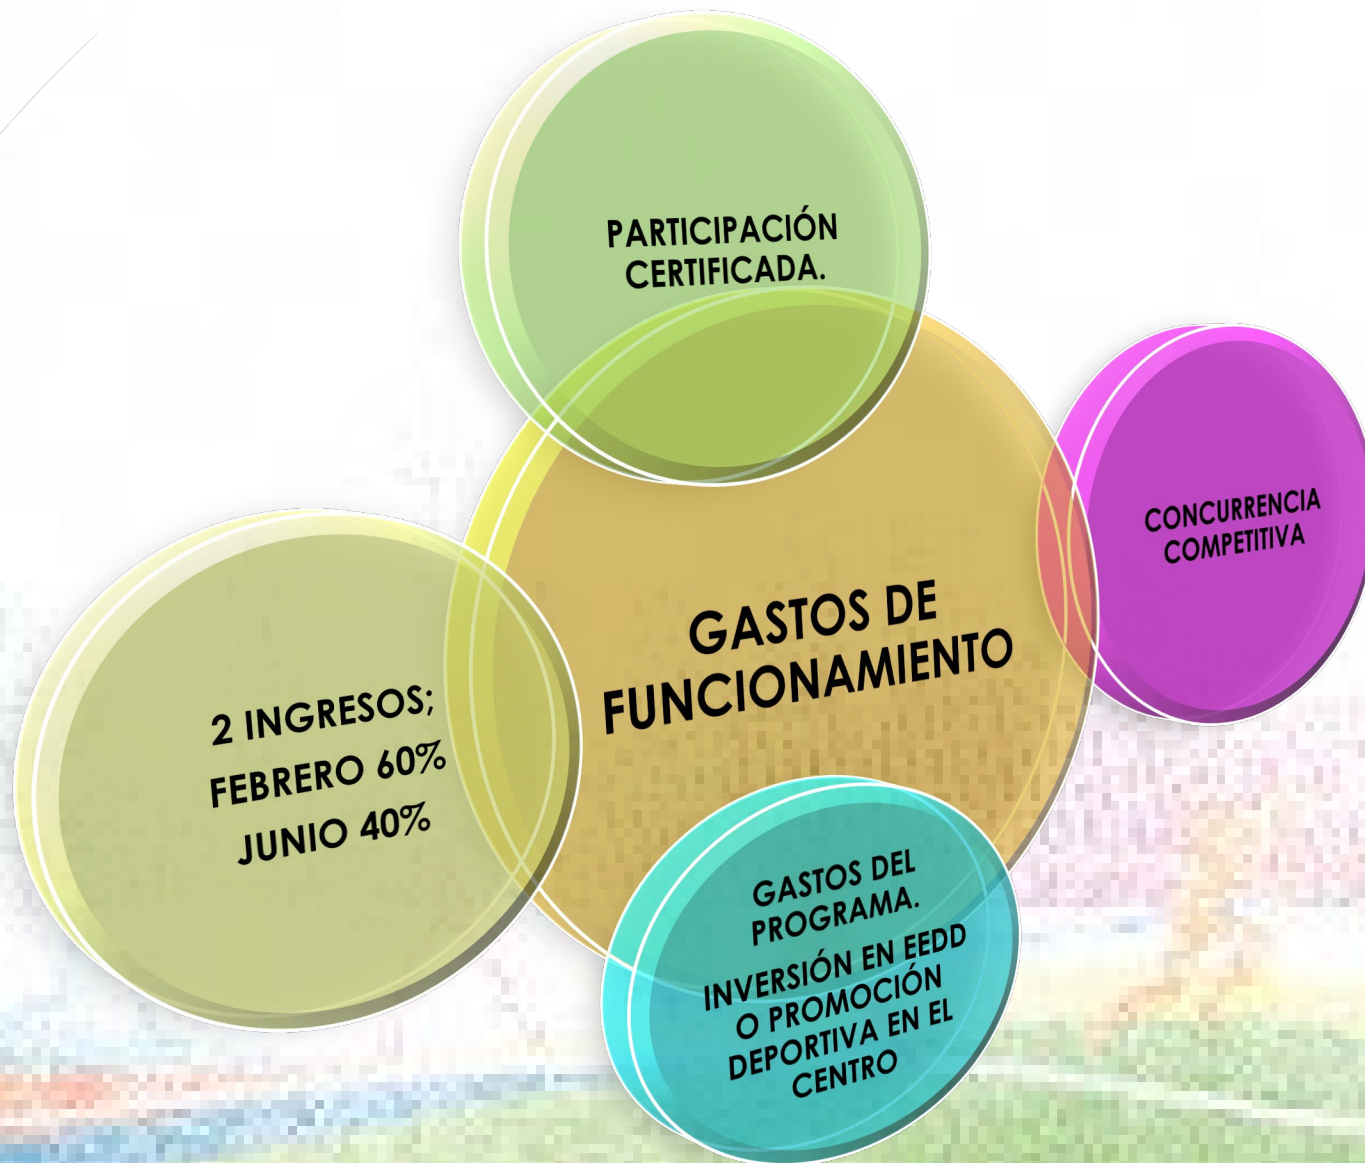 PARTICIPACIÓN
CERTIFICADA.
CONCURRENCIA
COMPETITIVA
GASTOS DE
FUNCIONAMIENTO
2 INGRESOS;
FEBRERO 60%
JUNIO 40%
GASTOS DEL
PROGRAMA.
INVERSIÓN EN EEDD
O PROMOCIÓN
DEPORTIVA EN EL
CENTRO